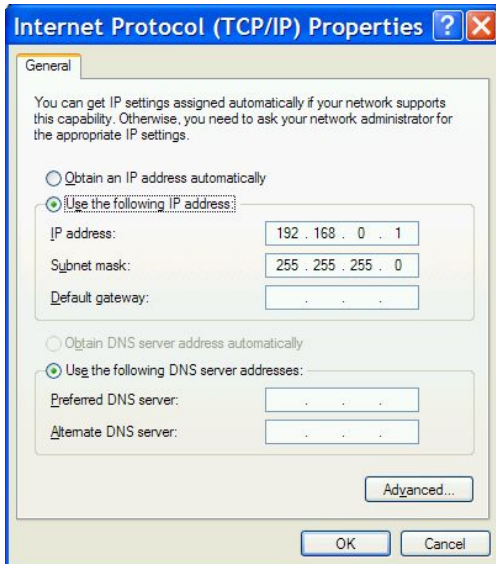 Internet Protocol (TCP/IP) Properties ? X
General
You can get IP settings assigned automatically if your network supports
this capability. Otherwise, you need to ask your network administrator for
the appropriate IP settings.
Obtain an IP address automatically
Use the following IP address:
IP address: 192 . 168 . 0 . 1
Subnet mask: 255 . 255 . 255 . 0
Default gateway: . . .
Obtain DNS server address automatically
Use the following DNS server addresses:
Preferred DNS server: . . .
Alternate DNS server: . . .
Advanced...
OK Cancel